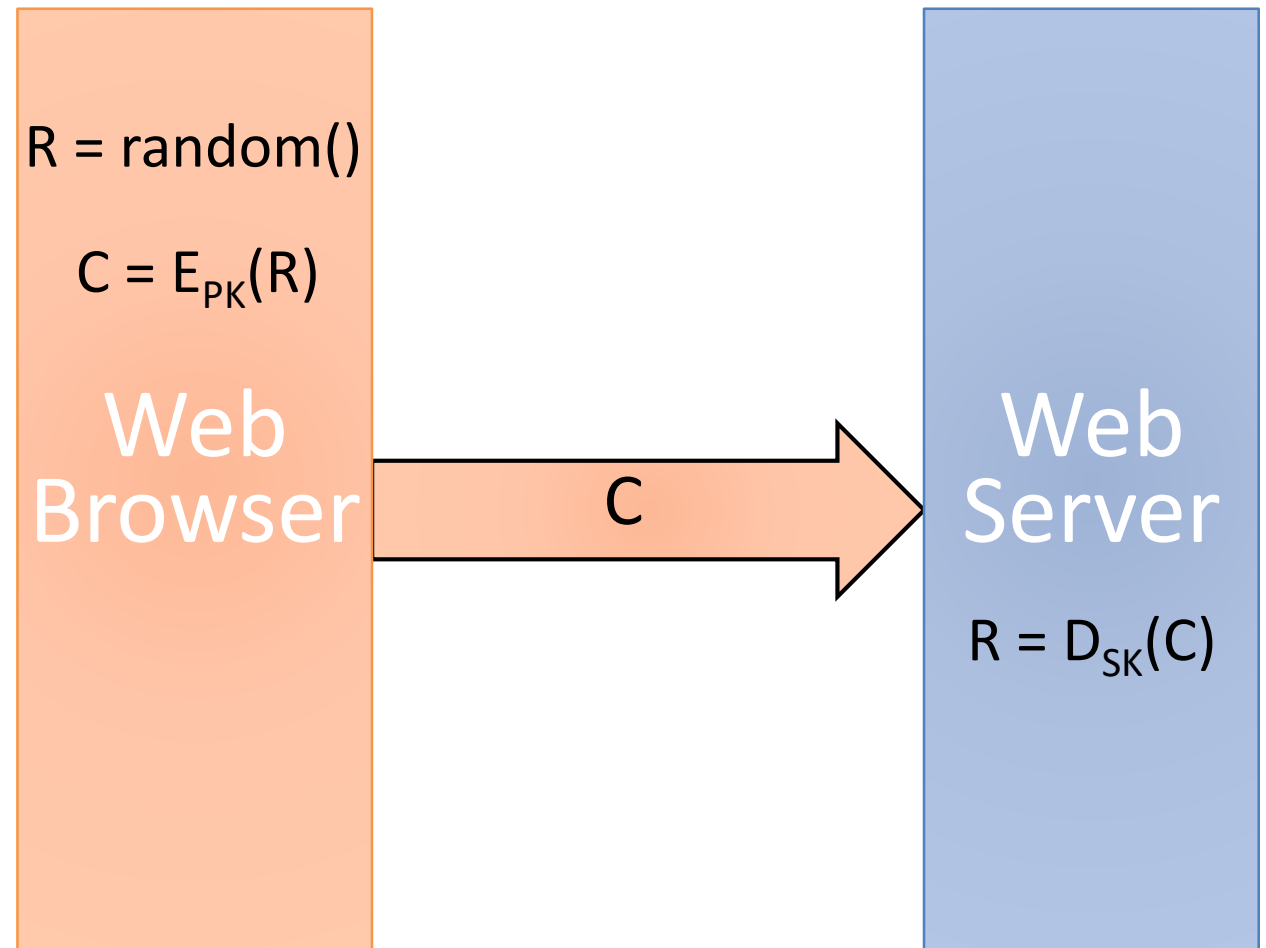 R = random()
C = E_PK(R)
Web
Browser
C
Web
Server
R = D_SK(C)